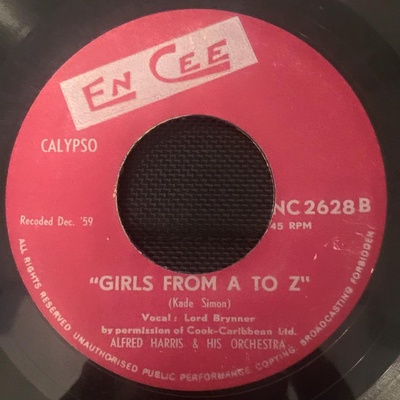 EN CEE
CALYPSO
NC 2628 B
Recoded Dec. '59
45 RPM
"GIRLS FROM A TO Z"
(Kade Simon)
Vocal: Lord Brynner
by permission of Cook-Caribbean Ltd.
ALFRED HARRIS & HIS ORCHESTRA
ALL RIGHTS RESERVED UNAUTHORISED PUBLIC PERFORMANCE, COPYING, BROADCASTING FORBIDDEN